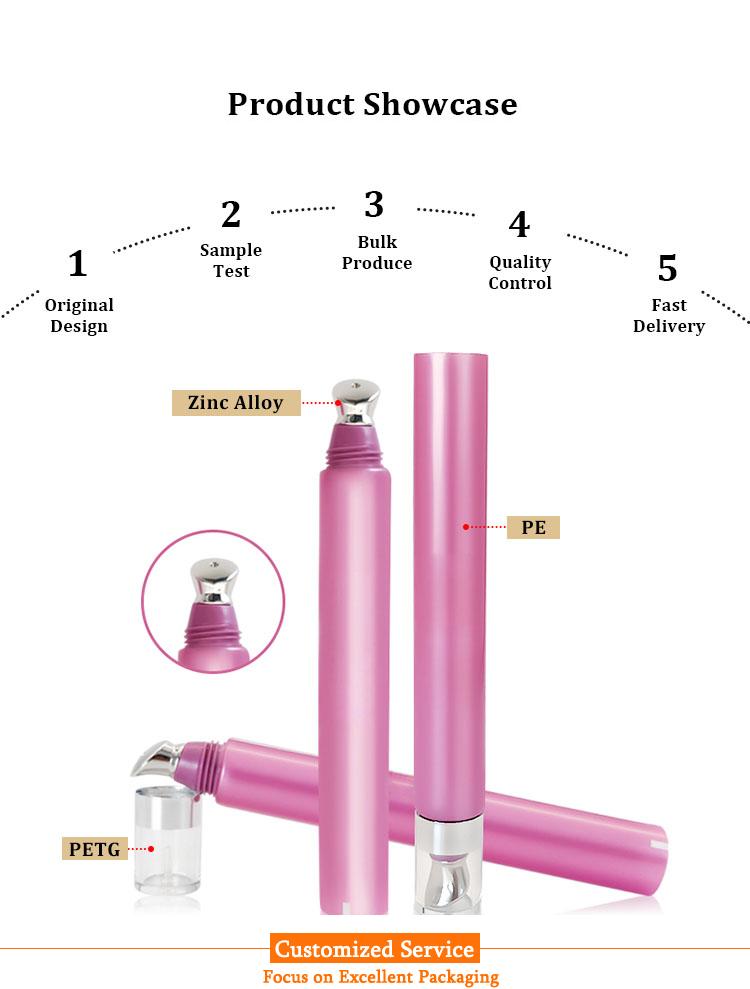 Product Showcase
1
Original
Design
2
Sample
Test
3
Bulk
Produce
4
Quality
Control
5
Fast
Delivery
Zinc Alloy
PE
PETG
Customized Service
Focus on Excellent Packaging